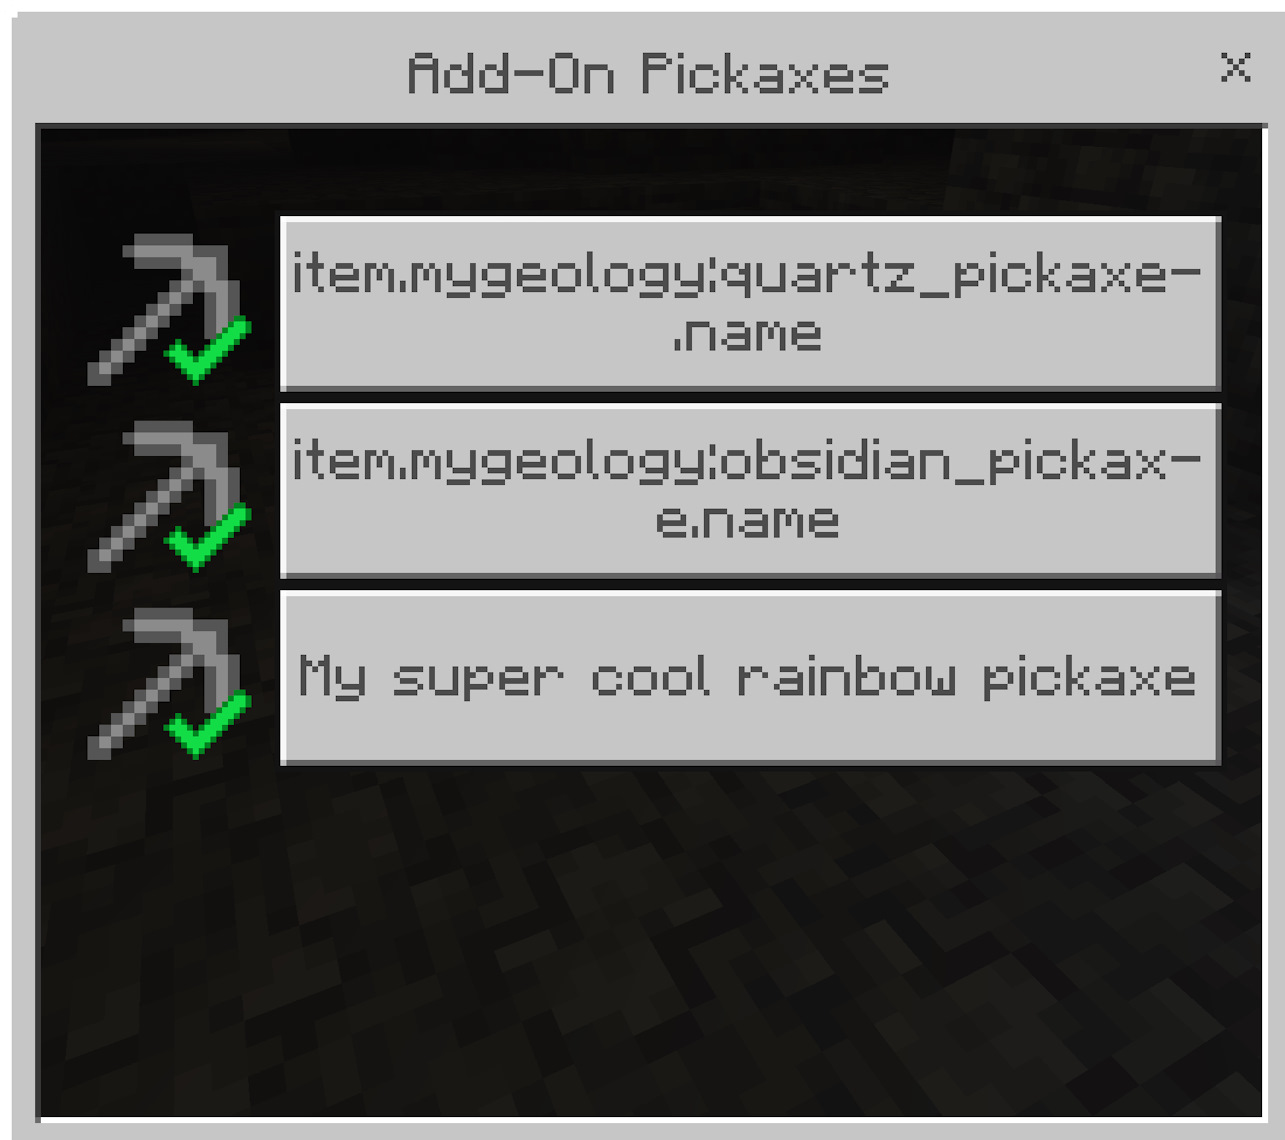 Add-On Pickaxes
×
item.mygeology:quartz_pickaxe-
.name
item.mygeology:obsidian_pickax-
e.name
My super cool rainbow pickaxe